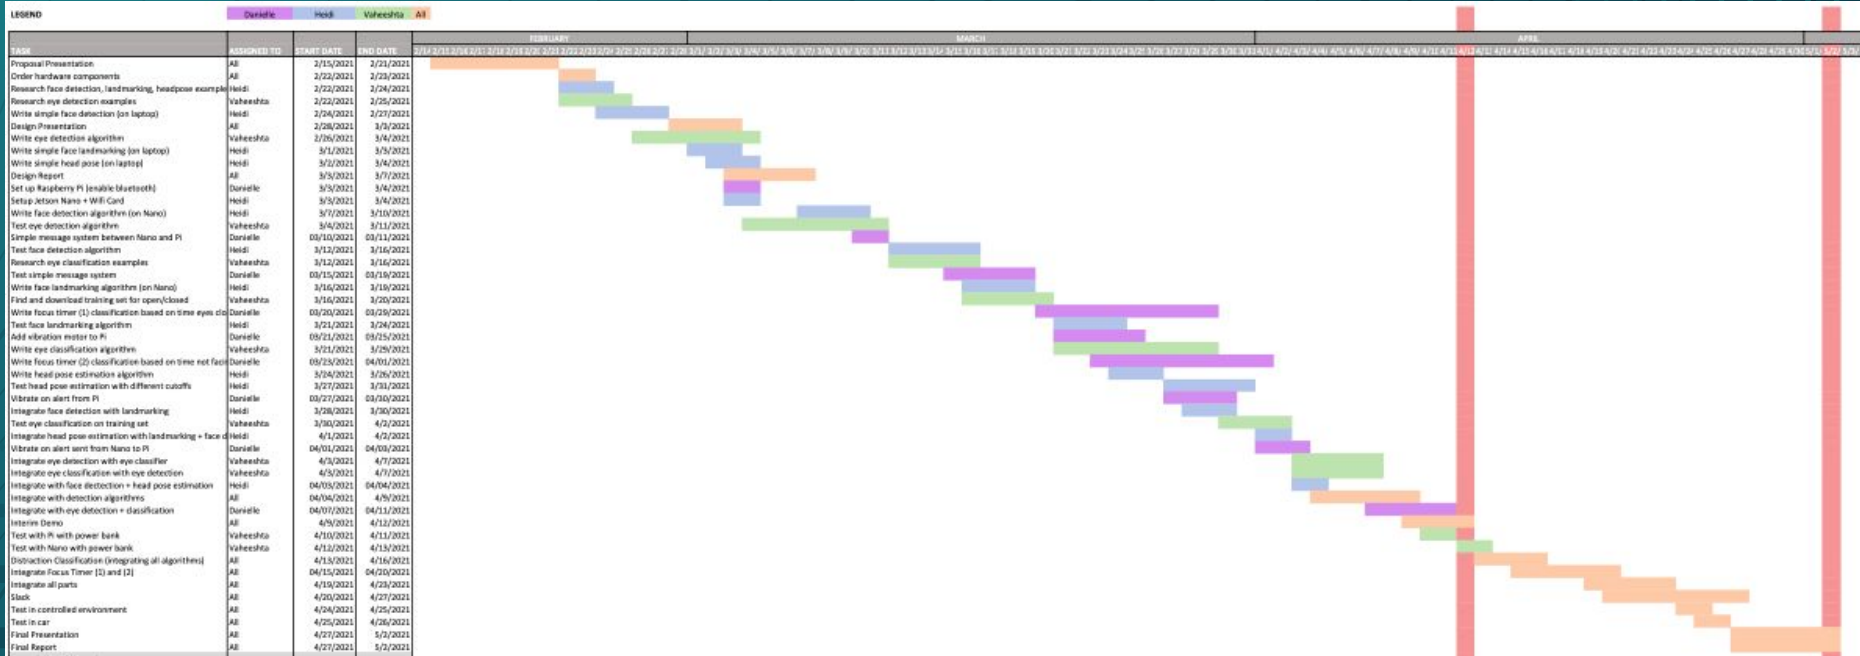 LEGEND Danielle Heidi Vaheeshta All
FEBRUARY MARCH APRIL
TASK ASSIGNED TO START DATE END DATE
Proposal Presentation All 2/15/2021 2/21/2021
Order hardware components All 2/22/2021 2/23/2021
Research face detection, landmarking, headpose example Heidi 2/22/2021 2/24/2021
Research eye detection examples Vaheeshta 2/22/2021 2/25/2021
Write simple face detection (on laptop) Heidi 2/24/2021 2/27/2021
Design Presentation All 2/28/2021 3/3/2021
Write eye detection algorithm Vaheeshta 2/26/2021 3/4/2021
Write simple face landmarking (on laptop) Heidi 3/1/2021 3/3/2021
Write simple head pose (on laptop) Heidi 3/2/2021 3/4/2021
Design Report All 3/3/2021 3/7/2021
Set up Raspberry Pi (enable bluetooth) Danielle 3/3/2021 3/4/2021
Setup Jetson Nano + Wifi Card Heidi 3/3/2021 3/4/2021
Write face detection algorithm (on Nano) Heidi 3/7/2021 3/10/2021
Test eye detection algorithm Vaheeshta 3/4/2021 3/11/2021
Simple message system between Nano and Pi Danielle 03/10/2021 03/11/2021
Test face detection algorithm Heidi 3/12/2021 3/16/2021
Research eye classification examples Vaheeshta 3/12/2021 3/16/2021
Test simple message system Danielle 03/15/2021 03/19/2021
Write face landmarking algorithm (on Nano) Heidi 3/16/2021 3/19/2021
Find and download training set for open/closed Vaheeshta 3/16/2021 3/20/2021
Write focus timer (1) classification based on time eyes clo Danielle 03/20/2021 03/29/2021
Test face landmarking algorithm Heidi 3/21/2021 3/24/2021
Add vibration motor to Pi Danielle 03/21/2021 03/25/2021
Write eye classification algorithm Vaheeshta 3/21/2021 3/29/2021
Write focus timer (2) classification based on time not faci Danielle 03/23/2021 04/01/2021
Write head pose estimation algorithm Heidi 3/24/2021 3/26/2021
Test head pose estimation with different cutoffs Heidi 3/27/2021 3/31/2021
Vibrate on alert from Pi Danielle 03/27/2021 03/30/2021
Integrate face detection with landmarking Heidi 3/28/2021 3/30/2021
Test eye classification on training set Vaheeshta 3/30/2021 4/2/2021
Integrate head pose estimation with landmarking + face d Heidi 4/1/2021 4/2/2021
Vibrate on alert sent from Nano to Pi Danielle 04/01/2021 04/03/2021
Integrate eye detection with eye classifier Vaheeshta 4/3/2021 4/7/2021
Integrate eye classification with eye detection Vaheeshta 4/3/2021 4/7/2021
Integrate with face dectection + head pose estimation Heidi 04/03/2021 04/04/2021
Integrate with detection algorithms All 04/04/2021 4/9/2021
Integrate with eye detection + classification Danielle 04/07/2021 04/11/2021
Interim Demo All 4/9/2021 4/12/2021
Test with Pi with power bank Vaheeshta 4/10/2021 4/11/2021
Test with Nano with power bank Vaheeshta 4/12/2021 4/13/2021
Distraction Classification (integrating all algorithms) All 4/13/2021 4/16/2021
Integrate Focus Timer (1) and (2) All 04/15/2021 04/20/2021
Integrate all parts All 4/19/2021 4/23/2021
Slack All 4/20/2021 4/27/2021
Test in controlled environment All 4/24/2021 4/25/2021
Test in car All 4/25/2021 4/26/2021
Final Presentation All 4/27/2021 5/2/2021
Final Report All 4/27/2021 5/2/2021